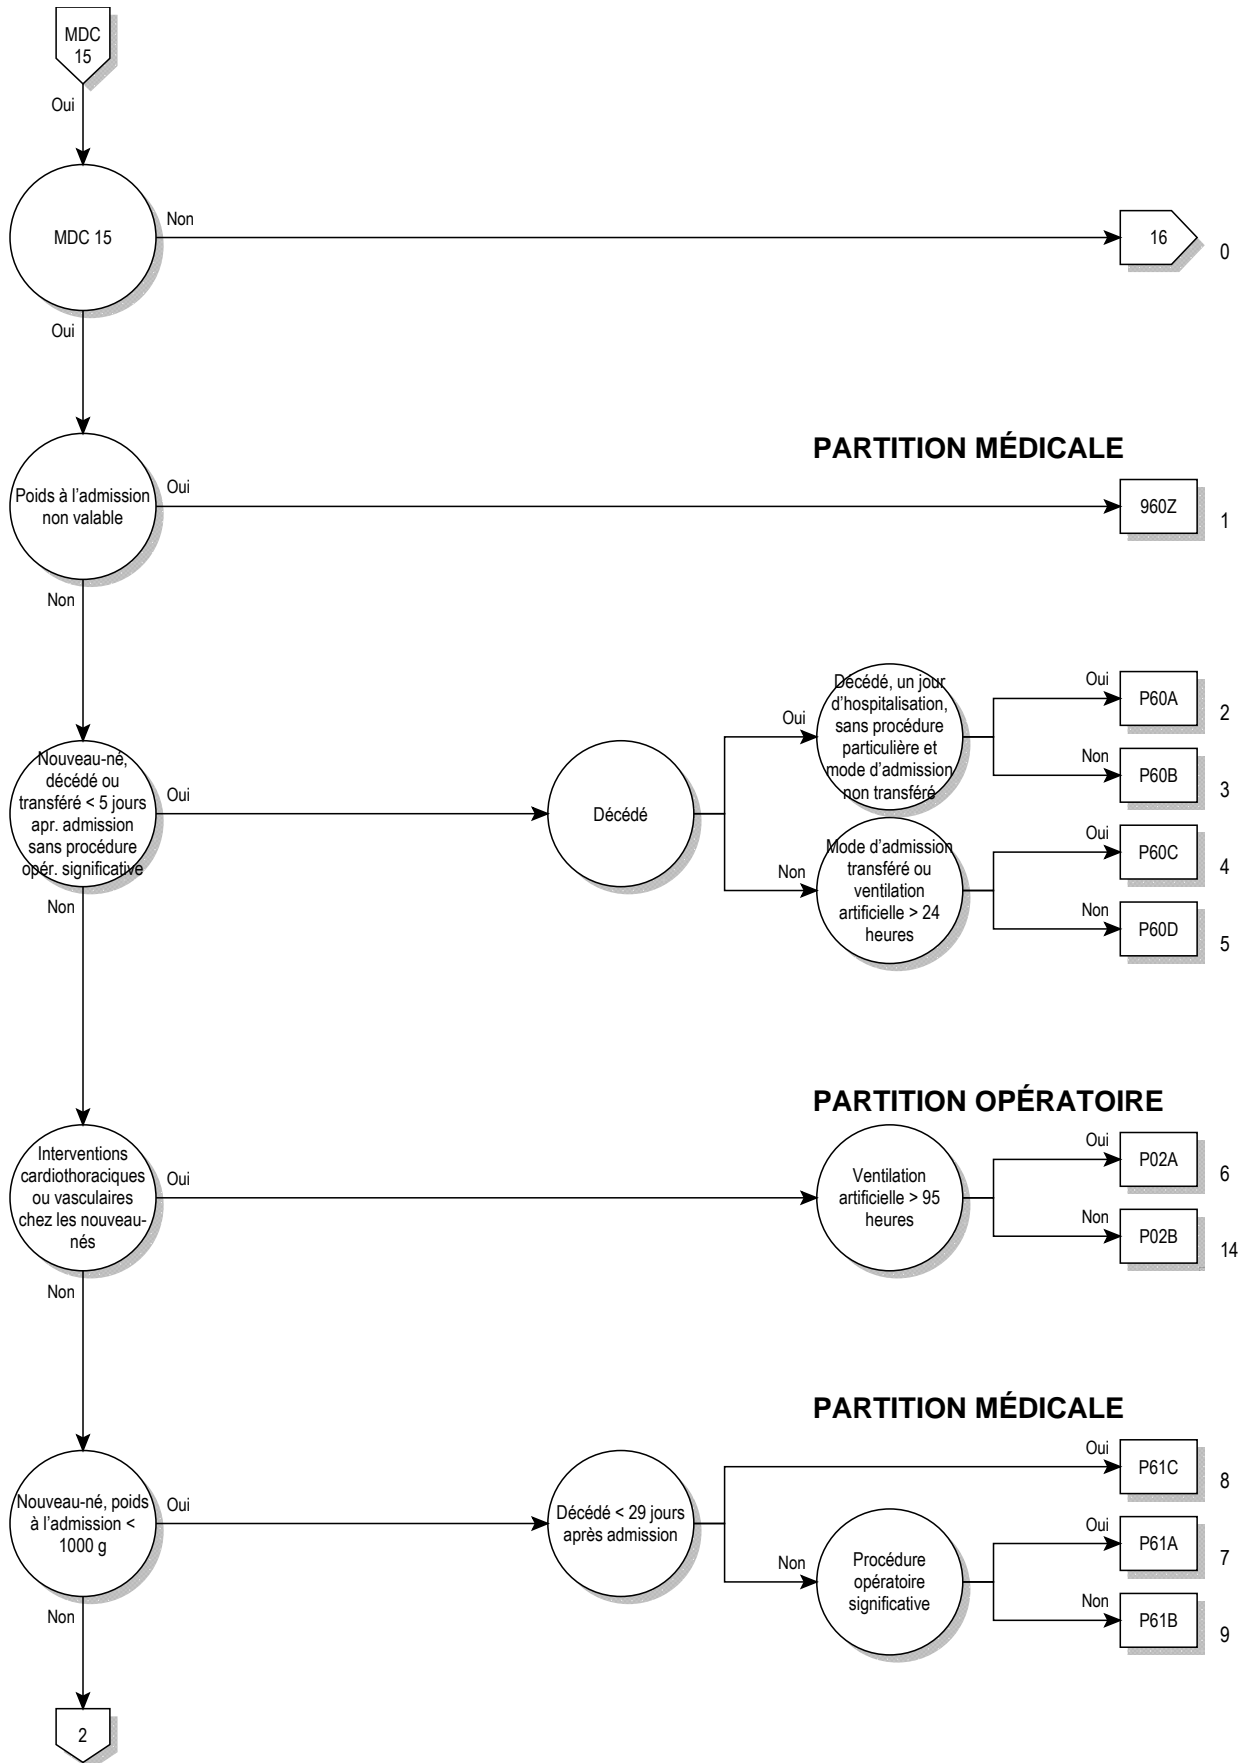 MDC
15
Oui
MDC 15
Non
16
0
Oui
PARTITION MÉDICALE
Poids à l'admission
non valable
Oui
960Z
1
Non
Nouveau-né,
décédé ou
transféré < 5 jours
apr. admission
sans procédure
opér. significative
Oui
Décédé
Oui
Décédé, un jour
d'hospitalisation,
sans procédure
particulière et
mode d'admission
non transféré
Oui
P60A
2
Non
P60B
3
Non
Mode d'admission
transféré ou
ventilation
artificielle > 24
heures
Oui
P60C
4
Non
P60D
5
Non
PARTITION OPÉRATOIRE
Interventions
cardiothoraciques
ou vasculaires
chez les nouveau-
nés
Oui
Ventilation
artificielle > 95
heures
Oui
P02A
6
Non
P02B
14
Non
PARTITION MÉDICALE
Nouveau-né, poids
à l'admission <
1000 g
Oui
Décédé < 29 jours
après admission
Oui
P61C
8
Non
Procédure
opératoire
significative
Oui
P61A
7
Non
P61B
9
Non
2